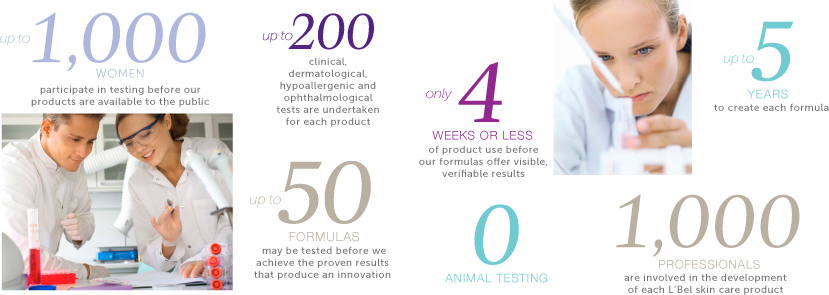 up to 1,000
WOMEN
participate in testing before our
products are available to the public
up to 200
clinical,
dermatological,
hypoallergenic and
ophthalmological
tests are undertaken
for each product
only 4
WEEKS OR LESS
of product use before
our formulas offer visible,
verifiable results
up to 5
YEARS
to create each formula
up to 50
FORMULAS
may be tested before we
achieve the proven results
that produce an innovation
0
ANIMAL TESTING
1,000
PROFESSIONALS
are involved in the development
of each L'Bel skin care product